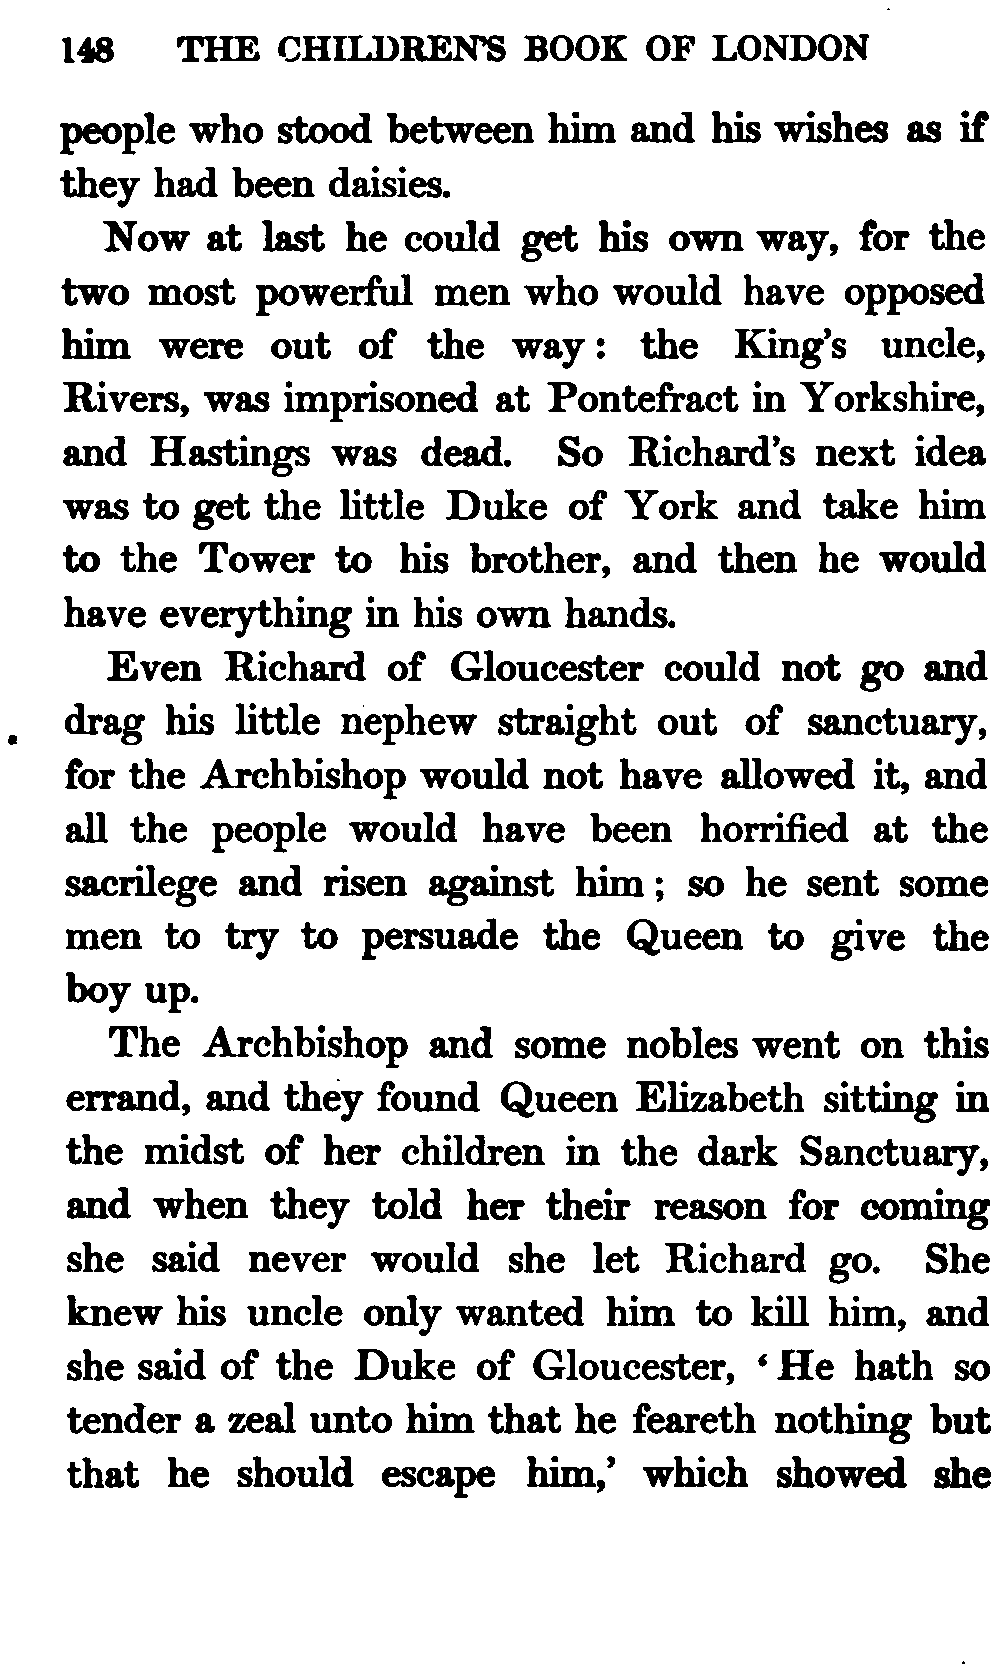 148 THE CHILDREN'S BOOK OF LONDON
people who stood between him and his wishes as if
they had been daisies.
Now at last he could get his own way, for the
two most powerful men who would have opposed
him were out of the way: the King's uncle,
Rivers, was imprisoned at Pontefract in Yorkshire,
and Hastings was dead. So Richard's next idea
was to get the little Duke of York and take him
to the Tower to his brother, and then he would
have everything in his own hands.
Even Richard of Gloucester could not go and
drag his little nephew straight out of sanctuary,
for the Archbishop would not have allowed it, and
all the people would have been horrified at the
sacrilege and risen against him; so he sent some
men to try to persuade the Queen to give the
boy up.
The Archbishop and some nobles went on this
errand, and they found Queen Elizabeth sitting in
the midst of her children in the dark Sanctuary,
and when they told her their reason for coming
she said never would she let Richard go. She
knew his uncle only wanted him to kill him, and
she said of the Duke of Gloucester, ‘He hath so
tender a zeal unto him that he feareth nothing but
that he should escape him,’ which showed she